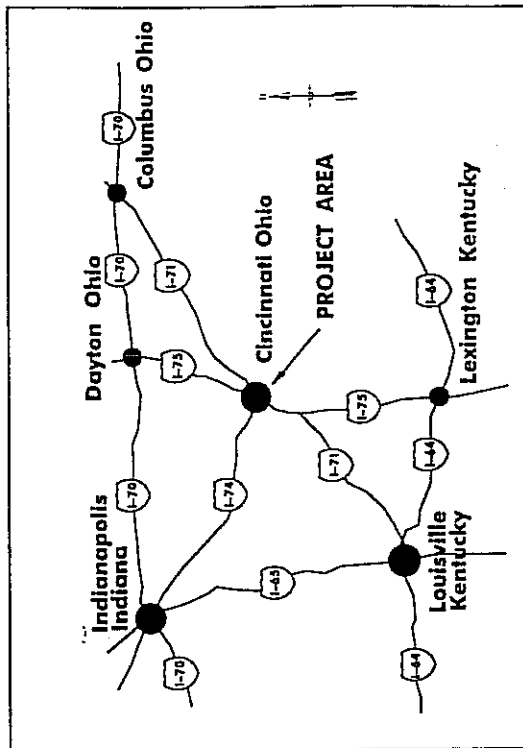 Indianapolis
Indiana
Dayton Ohio
Columbus Ohio
I-70
I-70
I-70
I-70
I-75
I-71
I-74
Cincinnati Ohio
PROJECT AREA
I-65
I-71
I-75
Louisville
Kentucky
Lexington Kentucky
I-64
I-64
I-64